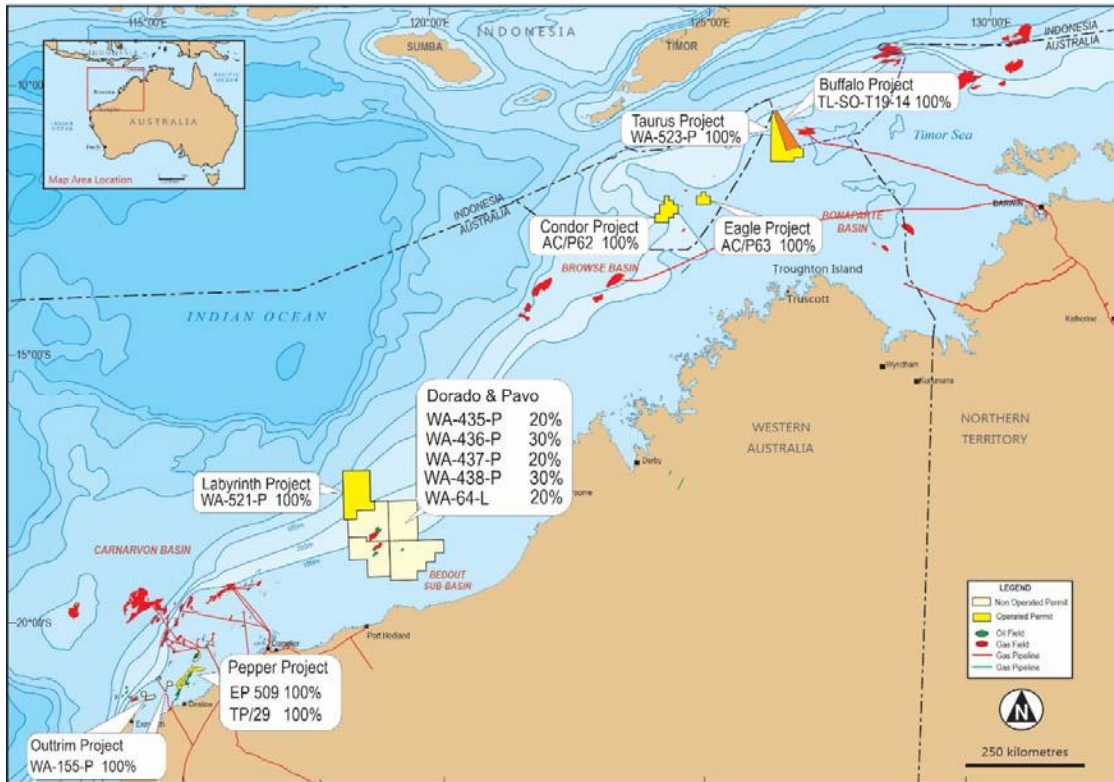 115°00'E
120°00'E
125°00'E
130°00'E
INDONESIA
SUMBA
TIMOR
INDONESIA
AUSTRALIA
10°00'S
15°00'S
20°00'S
AUSTRALIA
Perth
Map Area Location
Buffalo Project
TL-SO-T19-14 100%
Taurus Project
WA-523-P 100%
Timor Sea
INDONESIA
AUSTRALIA
DARWIN
Condor Project
AC/P62 100%
Eagle Project
AC/P63 100%
BONAPARTE
BASIN
BROWSE BASIN
Troughton Island
Truscott
INDIAN OCEAN
Katherine
Wyndham
Kununurra
Dorado & Pavo
WA-435-P 20%
WA-436-P 30%
WA-437-P 20%
WA-438-P 30%
WA-64-L 20%
WESTERN
AUSTRALIA
NORTHERN
TERRITORY
Derby
Labyrinth Project
WA-521-P 100%
CARNARVON BASIN
BEDOUT
SUB-BASIN
Port Hedland
Pepper Project
EP 509 100%
TP/29 100%
Onslow
Outtrim Project
WA-155-P 100%
LEGEND
Non Operated Permit
Operated Permit
Oil Field
Gas Field
Gas Pipeline
Gas Pipeline
N
250 kilometres